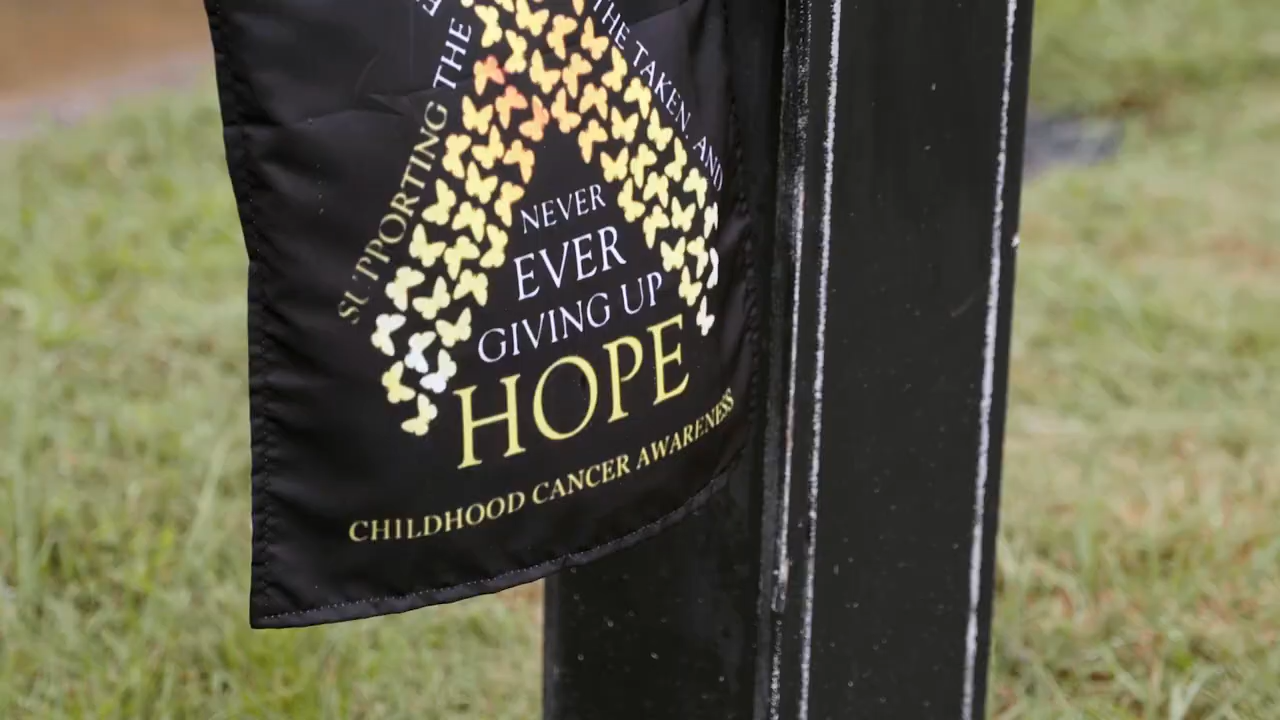 SUPPORTING THE
THE TAKEN, AND
NEVER
EVER
GIVING UP
HOPE
CHILDHOOD CANCER AWARENESS